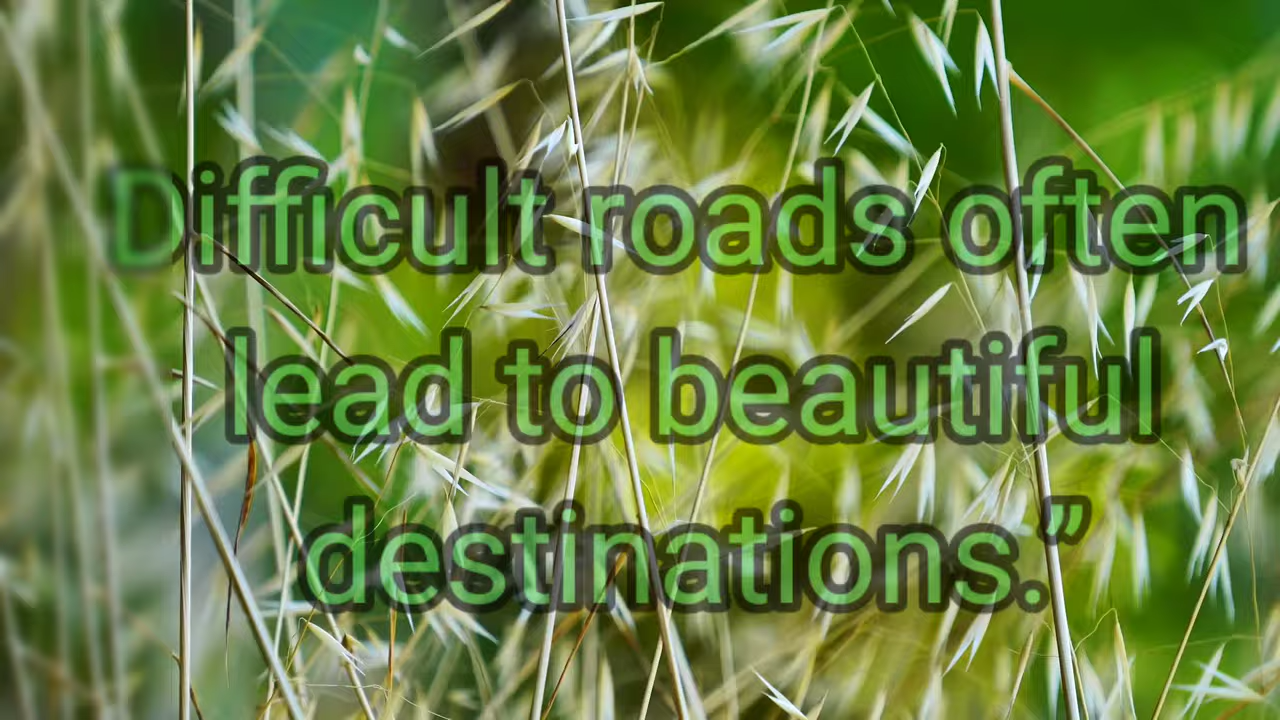 Difficult roads often
lead to beautiful
destinations.”